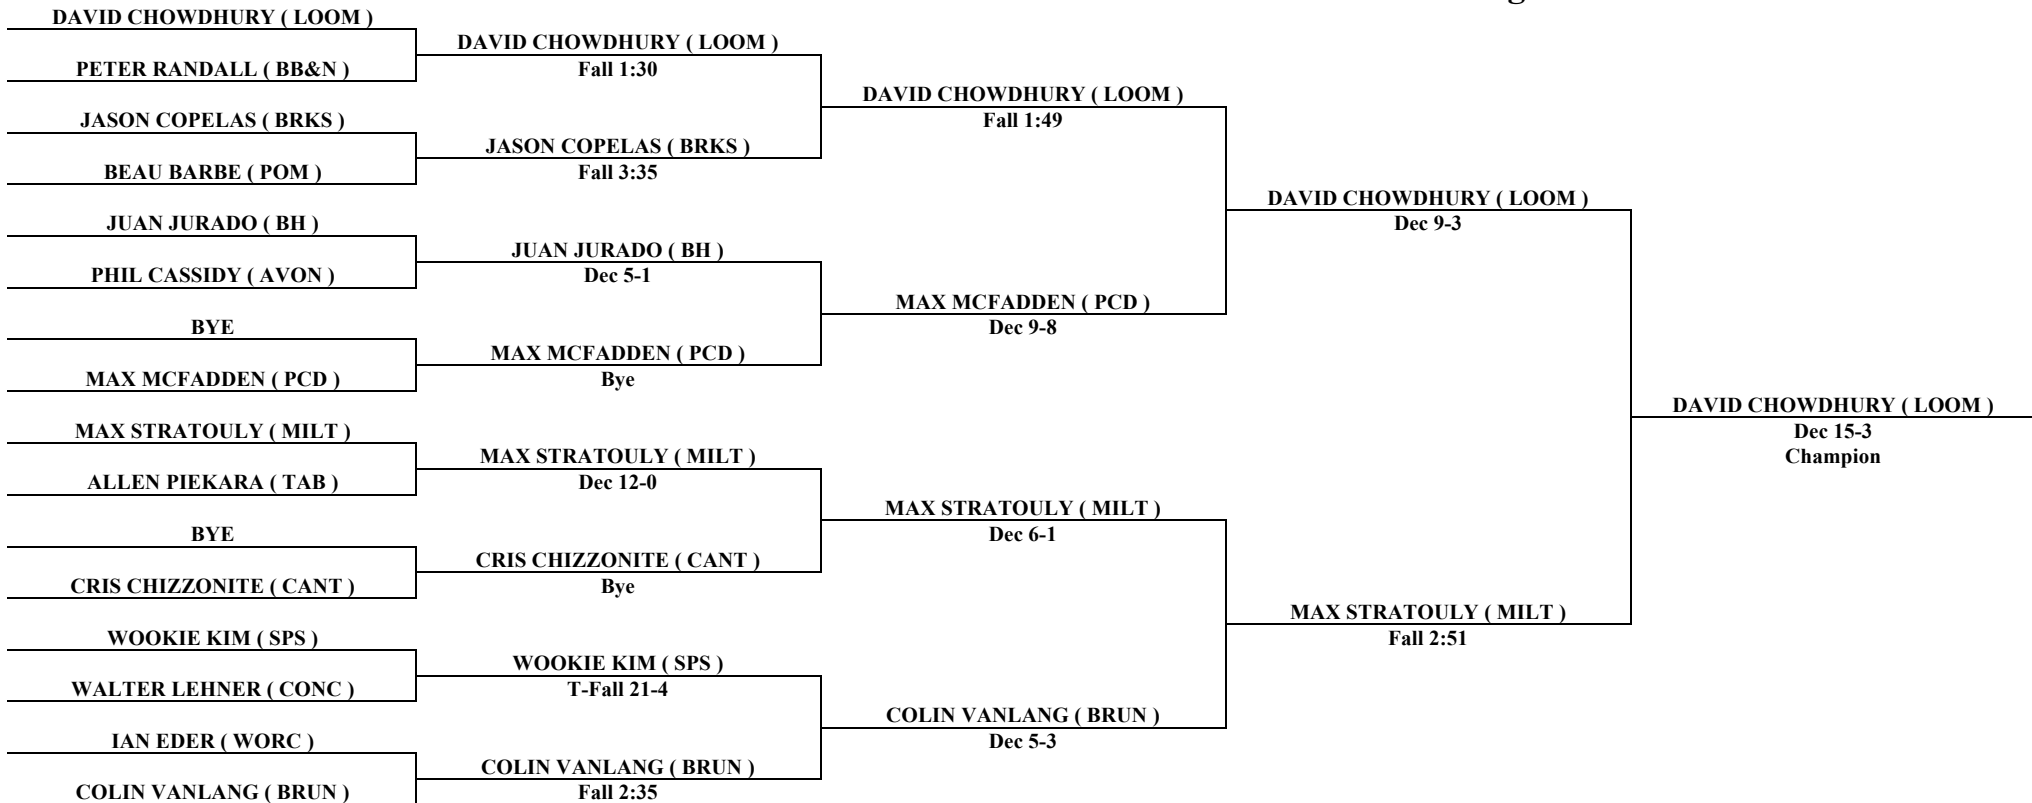 DAVID CHOWDHURY ( LOOM )
PETER RANDALL ( BB&N )
JASON COPELAS ( BRKS )
BEAU BARBE ( POM )
JUAN JURADO ( BH )
PHIL CASSIDY ( AVON )
BYE
MAX MCFADDEN ( PCD )
MAX STRATOULY ( MILT )
ALLEN PIEKARA ( TAB )
BYE
CRIS CHIZZONITE ( CANT )
WOOKIE KIM ( SPS )
WALTER LEHNER ( CONC )
IAN EDER ( WORC )
COLIN VANLANG ( BRUN )
DAVID CHOWDHURY ( LOOM )
Fall 1:30
JASON COPELAS ( BRKS )
Fall 3:35
JUAN JURADO ( BH )
Dec 5-1
MAX MCFADDEN ( PCD )
Bye
MAX STRATOULY ( MILT )
Dec 12-0
CRIS CHIZZONITE ( CANT )
Bye
WOOKIE KIM ( SPS )
T-Fall 21-4
COLIN VANLANG ( BRUN )
Fall 2:35
DAVID CHOWDHURY ( LOOM )
Fall 1:49
MAX MCFADDEN ( PCD )
Dec 9-8
MAX STRATOULY ( MILT )
Dec 6-1
COLIN VANLANG ( BRUN )
Dec 5-3
DAVID CHOWDHURY ( LOOM )
Dec 9-3
MAX STRATOULY ( MILT )
Fall 2:51
DAVID CHOWDHURY ( LOOM )
Dec 15-3
Champion